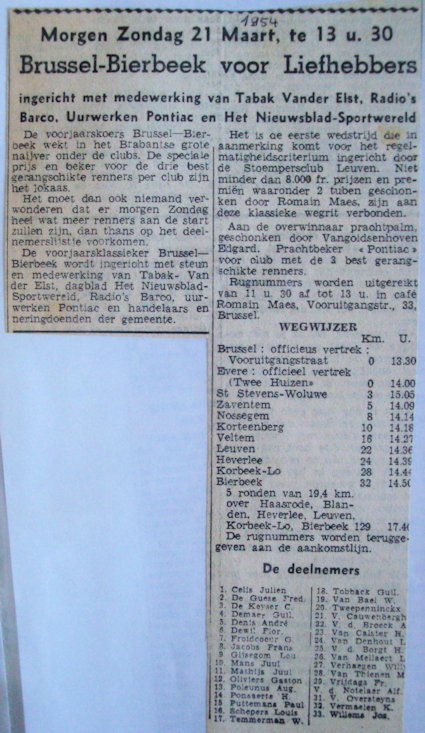 1954
Morgen Zondag 21 Maart, te 13 u. 30
Brussel-Bierbeek voor Liefhebbers
ingericht met medewerking van Tabak Vander Elst, Radio's
Barco, Uurwerken Pontiac en Het Nieuwsblad-Sportwereld
De voorjaarskoers Brussel—Bier-
beek wekt in het Brabantse grote
naijver onder de clubs. De speciale
prijs en beker voor de drie best
gerangschikte renners per club zijn
het lokaas.
Het moet dan ook niemand ver-
wonderen dat er morgen Zondag
heel wat meer renners aan de start
zullen zijn, dan thans op het deel-
nemerslijstje voorkomen.
De voorjaarsklassieker Brussel—
Bierbeek wordt ingericht met steun
en medewerking van Tabak- Van
der Elst, dagblad Het Nieuwsblad-
Sportwereld, Radio's Barco, uur-
werken Pontiac en handelaars en
neringdoenden der gemeente.
Het is de eerste wedstrijd die in
aanmerking komt voor het regel-
matigheidscriterium ingericht door
de Stoempersclub Leuven. Niet
minder dan 8.000 fr. prijzen en pre-
miën waaronder 2 tuben geschon-
ken door Romain Maes, zijn aan
deze klassieke wegrit verbonden.
Aan de overwinnaar prachtpalm,
geschonken door Vangoidsenhoven
Edgard. Prachtbeker «Pontiac»
voor club met de 3 best gerang-
schikte renners.
Rugnummers worden uitgereikt
van 11 u. 30 af tot 13 u. in café
Romain Maes, Vooruitgangstr., 33,
Brussel.
WEGWIJZER
Km. U.
Brussel : officieus vertrek :
Vooruitgangstraat 0 13.30
Evere : officieel vertrek
(Twee Huizen» 0 14.00
St Stevens-Woluwe 3 15.05
Zaventem 5 14.09
Nossegem 8 14.14
Korteenberg 10 14.18
Veltem 16 14.27
Leuven 22 14.36
Heverlee 24 14.39
Korbeek-Lo 28 14.44
Bierbeek 32 14.50
5 ronden van 19,4 km.
over Haasrode, Blan-
den, Heverlee, Leuven,
Korbeek-Lo, Bierbeek 129 17.40
De rugnummers worden terugge-
geven aan de aankomstlijn.
De deelnemers
1. Celis Julien
2. De Guese Fred.
3. De Keyser C.
4. Demaer Guil.
5. Denis André
6. Dewil Flor.
7. Froidcoeur G.
8. Jacobs Frans
9. Gilsegom Lou
10. Mans Juul
11. Mathijs Juul
12. Oliviers Gaston
13. Poleunus Aug.
14. Ponsaerts H.
15. Puttemans Paul
16. Schepers Louis
17. Temmerman W.
18. Tobback Guil.
19. Van Bael W.
20. Tweepenninckx
21. V. Cauwenbergh
22. V. d. Broeck A
23. Van Calster H.
24. Van Denhout L
25. V. d. Borgt H.
26. Van Mellaert L
27. Verhaegen Willy
28. Van Thienen M
29. Vrijdags Fr.
V. d. Notelaer Alf.
31. V. Oversteyns
32. Vermaelen K.
33. Willems Jos.